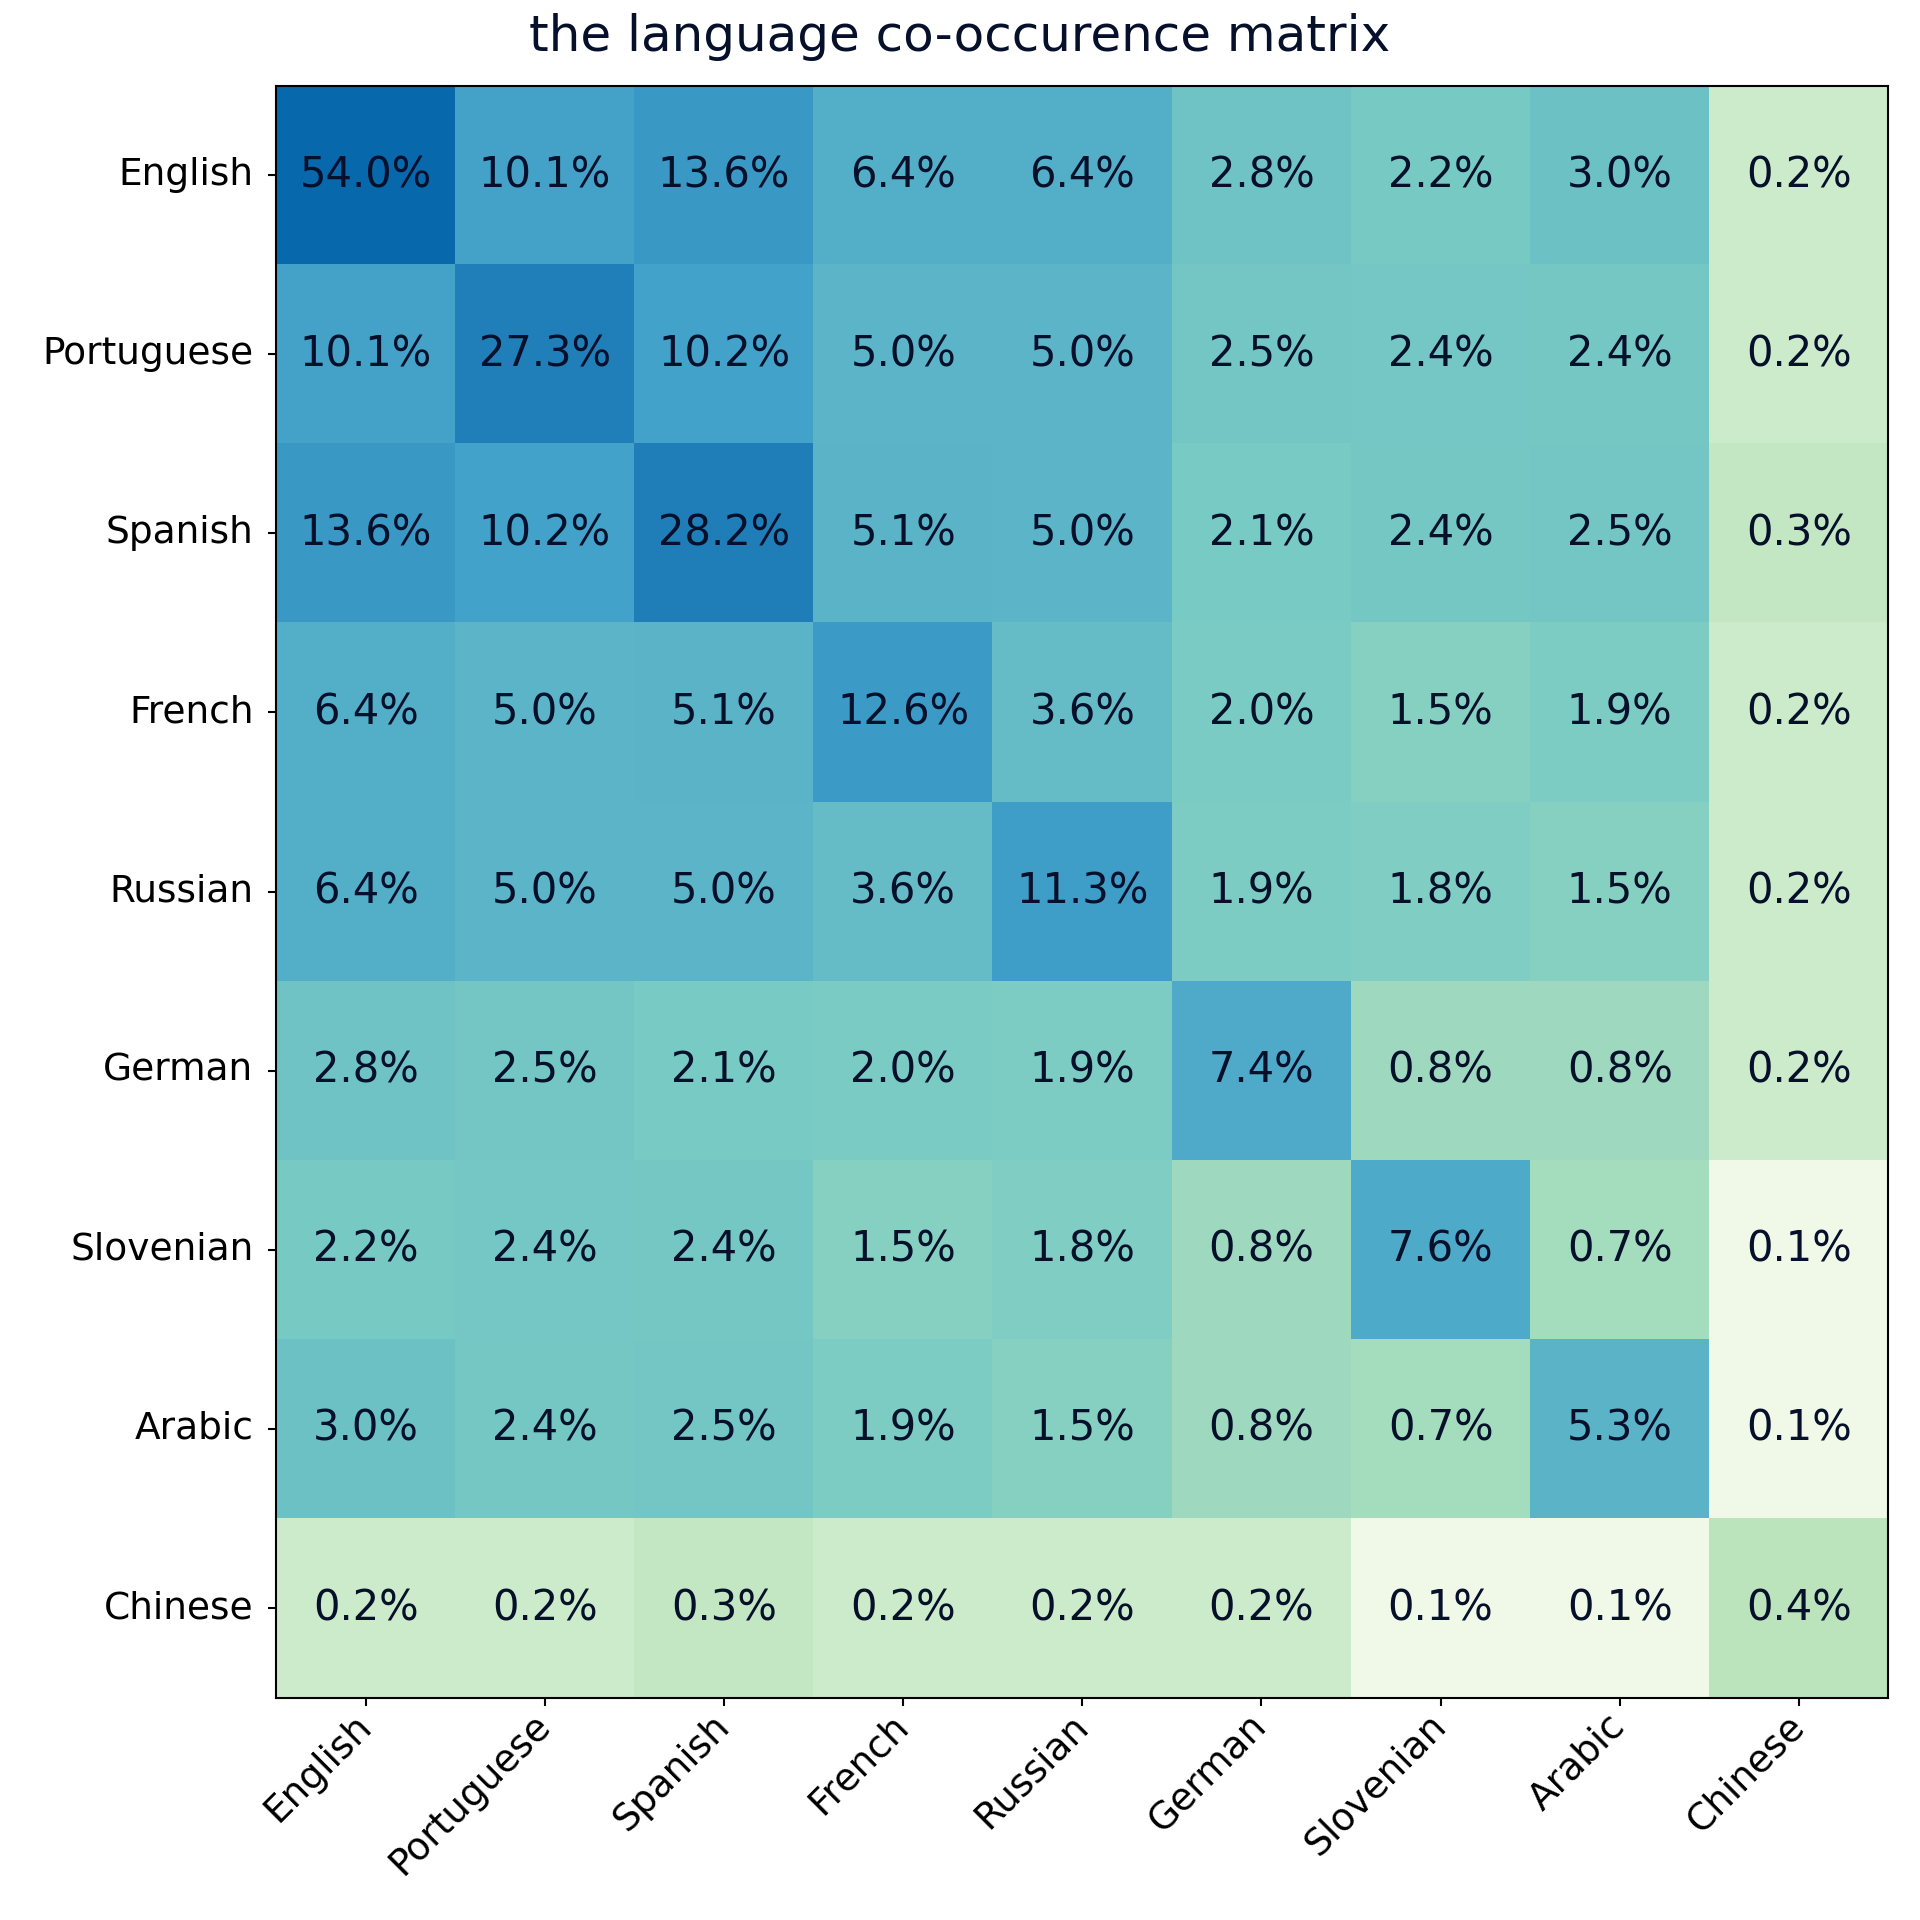 the language co-occurence matrix
English 54.0% 10.1% 13.6% 6.4% 6.4% 2.8% 2.2% 3.0% 0.2%
Portuguese 10.1% 27.3% 10.2% 5.0% 5.0% 2.5% 2.4% 2.4% 0.2%
Spanish 13.6% 10.2% 28.2% 5.1% 5.0% 2.1% 2.4% 2.5% 0.3%
French 6.4% 5.0% 5.1% 12.6% 3.6% 2.0% 1.5% 1.9% 0.2%
Russian 6.4% 5.0% 5.0% 3.6% 11.3% 1.9% 1.8% 1.5% 0.2%
German 2.8% 2.5% 2.1% 2.0% 1.9% 7.4% 0.8% 0.8% 0.2%
Slovenian 2.2% 2.4% 2.4% 1.5% 1.8% 0.8% 7.6% 0.7% 0.1%
Arabic 3.0% 2.4% 2.5% 1.9% 1.5% 0.8% 0.7% 5.3% 0.1%
Chinese 0.2% 0.2% 0.3% 0.2% 0.2% 0.2% 0.1% 0.1% 0.4%
English Portuguese Spanish French Russian German Slovenian Arabic Chinese